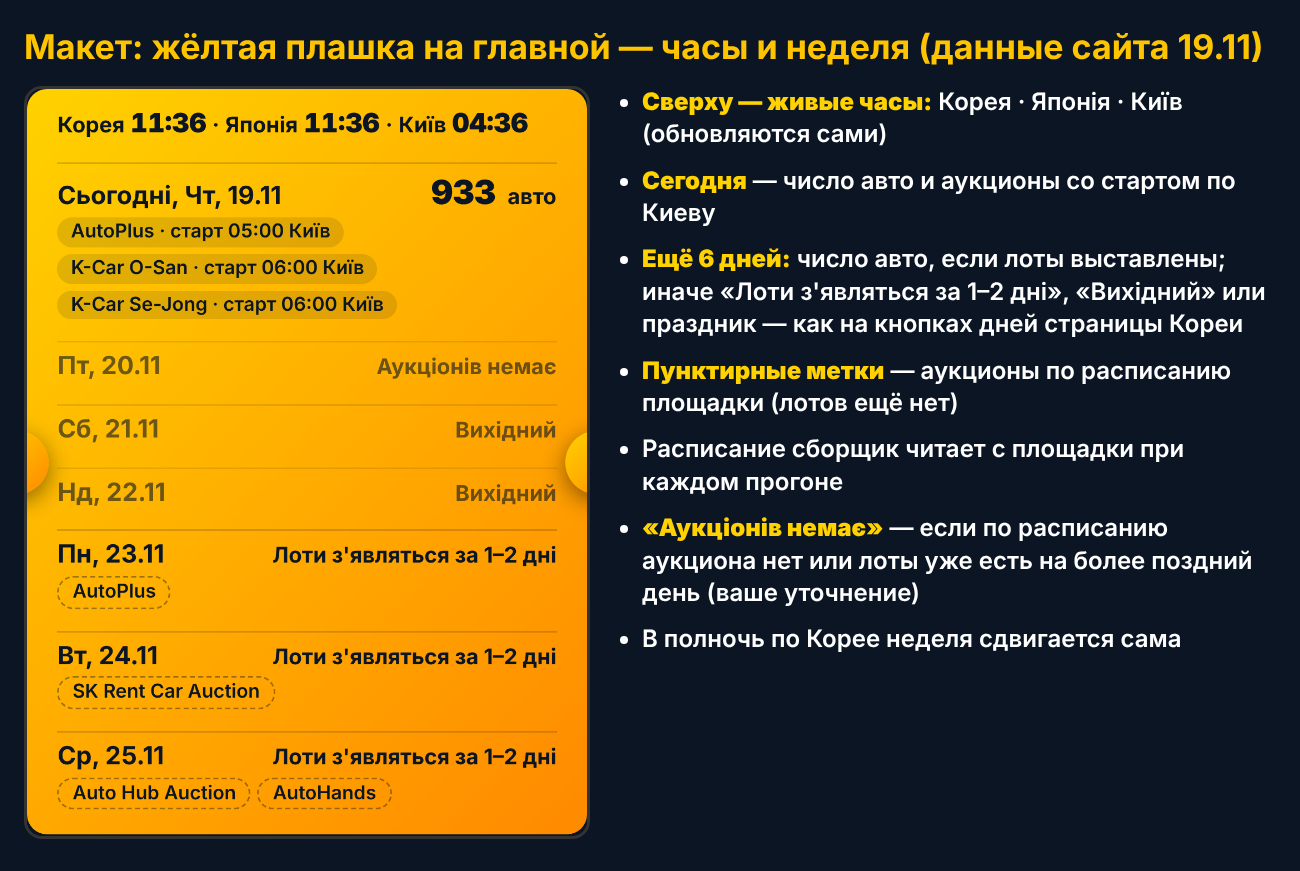 Макет: жёлтая плашка на главной — часы и неделя (данные сайта 19.11)
Корея 11:36 · Японія 11:36 · Київ 04:36
Сьогодні, Чт, 19.11 933 авто
AutoPlus · старт 05:00 Київ
K-Car O-San · старт 06:00 Київ
K-Car Se-Jong · старт 06:00 Київ
Пт, 20.11 Аукціонів немає
Сб, 21.11 Вихідний
Нд, 22.11 Вихідний
Пн, 23.11 Лоти з'являться за 1–2 дні
AutoPlus
Вт, 24.11 Лоти з'являться за 1–2 дні
SK Rent Car Auction
Ср, 25.11 Лоти з'являться за 1–2 дні
Auto Hub Auction AutoHands
• Сверху — живые часы: Корея · Японія · Київ
(обновляются сами)
• Сегодня — число авто и аукционы со стартом по
Киеву
• Ещё 6 дней: число авто, если лоты выставлены;
иначе «Лоти з'являться за 1–2 дні», «Вихідний» или
праздник — как на кнопках дней страницы Кореи
• Пунктирные метки — аукционы по расписанию
площадки (лотов ещё нет)
• Расписание сборщик читает с площадки при
каждом прогоне
• «Аукціонів немає» — если по расписанию
аукциона нет или лоты уже есть на более поздний
день (ваше уточнение)
• В полночь по Корее неделя сдвигается сама